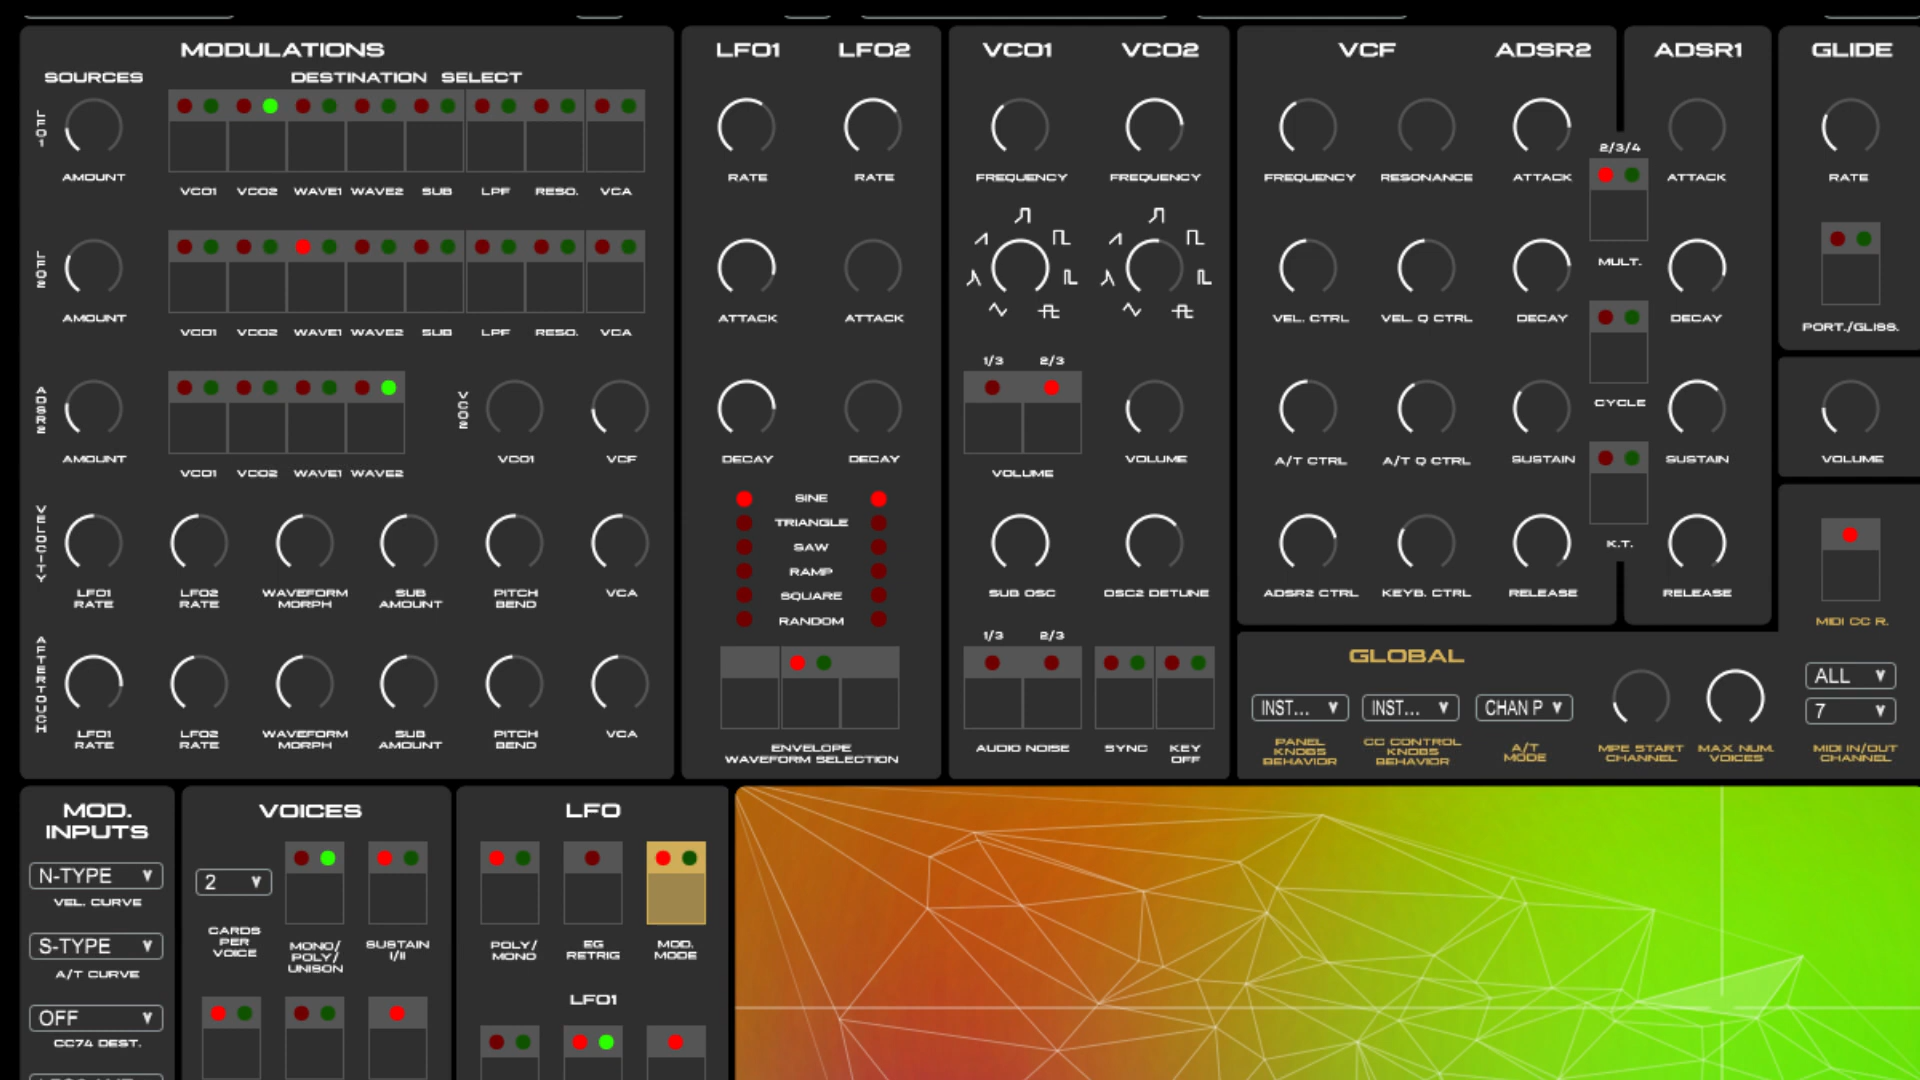 MODULATIONS
SOURCES
DESTINATION SELECT
LFO1
AMOUNT
VCO1 VCO2 WAVE1 WAVE2 SUB LPF RESO. VCA
LFO2
AMOUNT
VCO1 VCO2 WAVE1 WAVE2 SUB LPF RESO. VCA
ADSR2
AMOUNT
VCO1 VCO2 WAVE1 WAVE2
VCO2
VCO1
VCF
VELOCITY
LFO1 RATE
LFO2 RATE
WAVEFORM MORPH
SUB AMOUNT
PITCH BEND
VCA
AFTERTOUCH
LFO1 RATE
LFO2 RATE
WAVEFORM MORPH
SUB AMOUNT
PITCH BEND
VCA
LFO1 LFO2
RATE RATE
ATTACK ATTACK
DECAY DECAY
SINE
TRIANGLE
SAW
RAMP
SQUARE
RANDOM
ENVELOPE
WAVEFORM SELECTION
VCO1 VCO2
FREQUENCY FREQUENCY
1/3 2/3
VOLUME VOLUME
SUB OSC OSC2 DETUNE
1/3 2/3
AUDIO NOISE SYNC KEY
OFF
VCF ADSR2
FREQUENCY RESONANCE ATTACK
VEL. CTRL VEL. Q CTRL DECAY
A/T CTRL A/T Q CTRL SUSTAIN
ADSR2 CTRL KEYB. CTRL RELEASE
2/3/4
MULT.
CYCLE
K.T.
ADSR1
ATTACK
DECAY
SUSTAIN
RELEASE
GLIDE
RATE
PORT./GLISS.
VOLUME
MIDI CC R.
ALL
7
MIDI IN/OUT
CHANNEL
GLOBAL
INST...
PANEL
KNOBS
BEHAVIOR
INST...
CC CONTROL
KNOBS
BEHAVIOR
CHAN P
A/T
MODE
MPE START
CHANNEL
MAX NUM.
VOICES
MOD.
INPUTS
N-TYPE
VEL. CURVE
S-TYPE
A/T CURVE
OFF
CC74 DEST.
VOICES
2
CARDS
PER
VOICE
MONO/
POLY/
UNISON
SUSTAIN
I/II
LFO
POLY/
MONO
EG
RETRIG
MOD.
MODE
LFO1